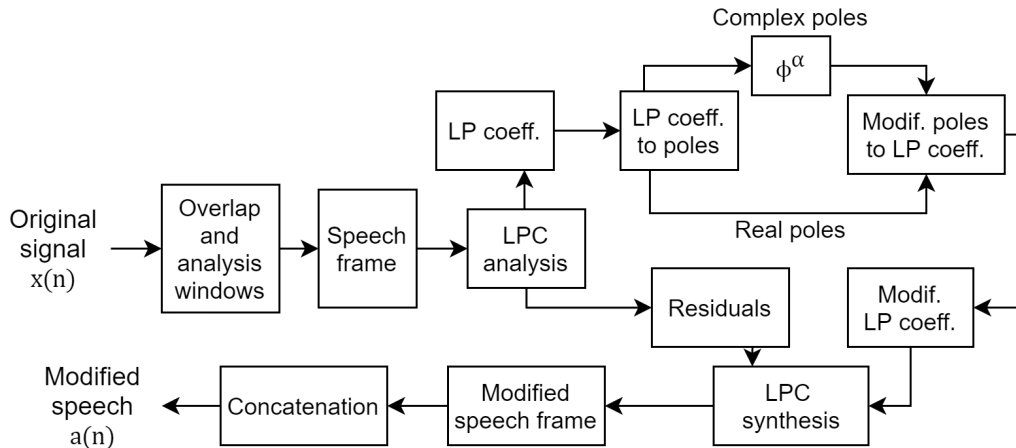 Complex poles
ϕ^α
LP coeff.
LP coeff.
to poles
Modif. poles
to LP coeff.
Real poles
Original
signal
x(n)
Overlap
and
analysis
windows
Speech
frame
LPC
analysis
Residuals
Modif.
LP coeff.
Modified
speech
a(n)
Concatenation
Modified
speech frame
LPC
synthesis